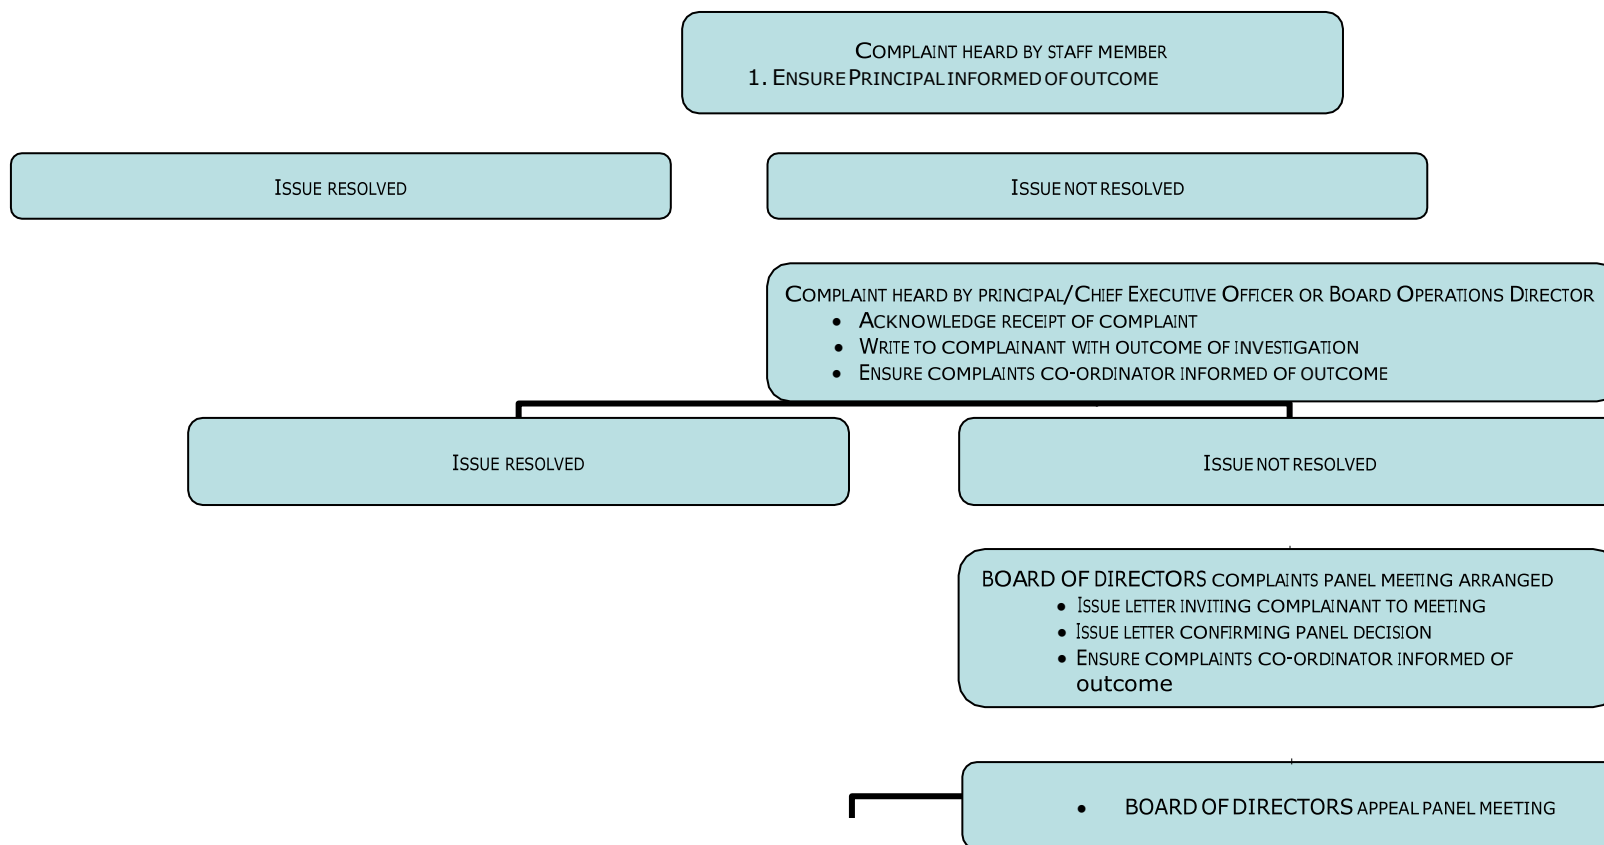 Complaint heard by staff member
1. Ensure Principal informed of outcome
Issue resolved
Issue not resolved
Complaint heard by principal/Chief Executive Officer or Board Operations Director
• Acknowledge receipt of complaint
• Write to complainant with outcome of investigation
• Ensure complaints co-ordinator informed of outcome
Issue resolved
Issue not resolved
BOARD OF DIRECTORS complaints panel meeting arranged
• Issue letter inviting complainant to meeting
• Issue letter confirming panel decision
• Ensure complaints co-ordinator informed of
outcome
• BOARD OF DIRECTORS appeal panel meeting